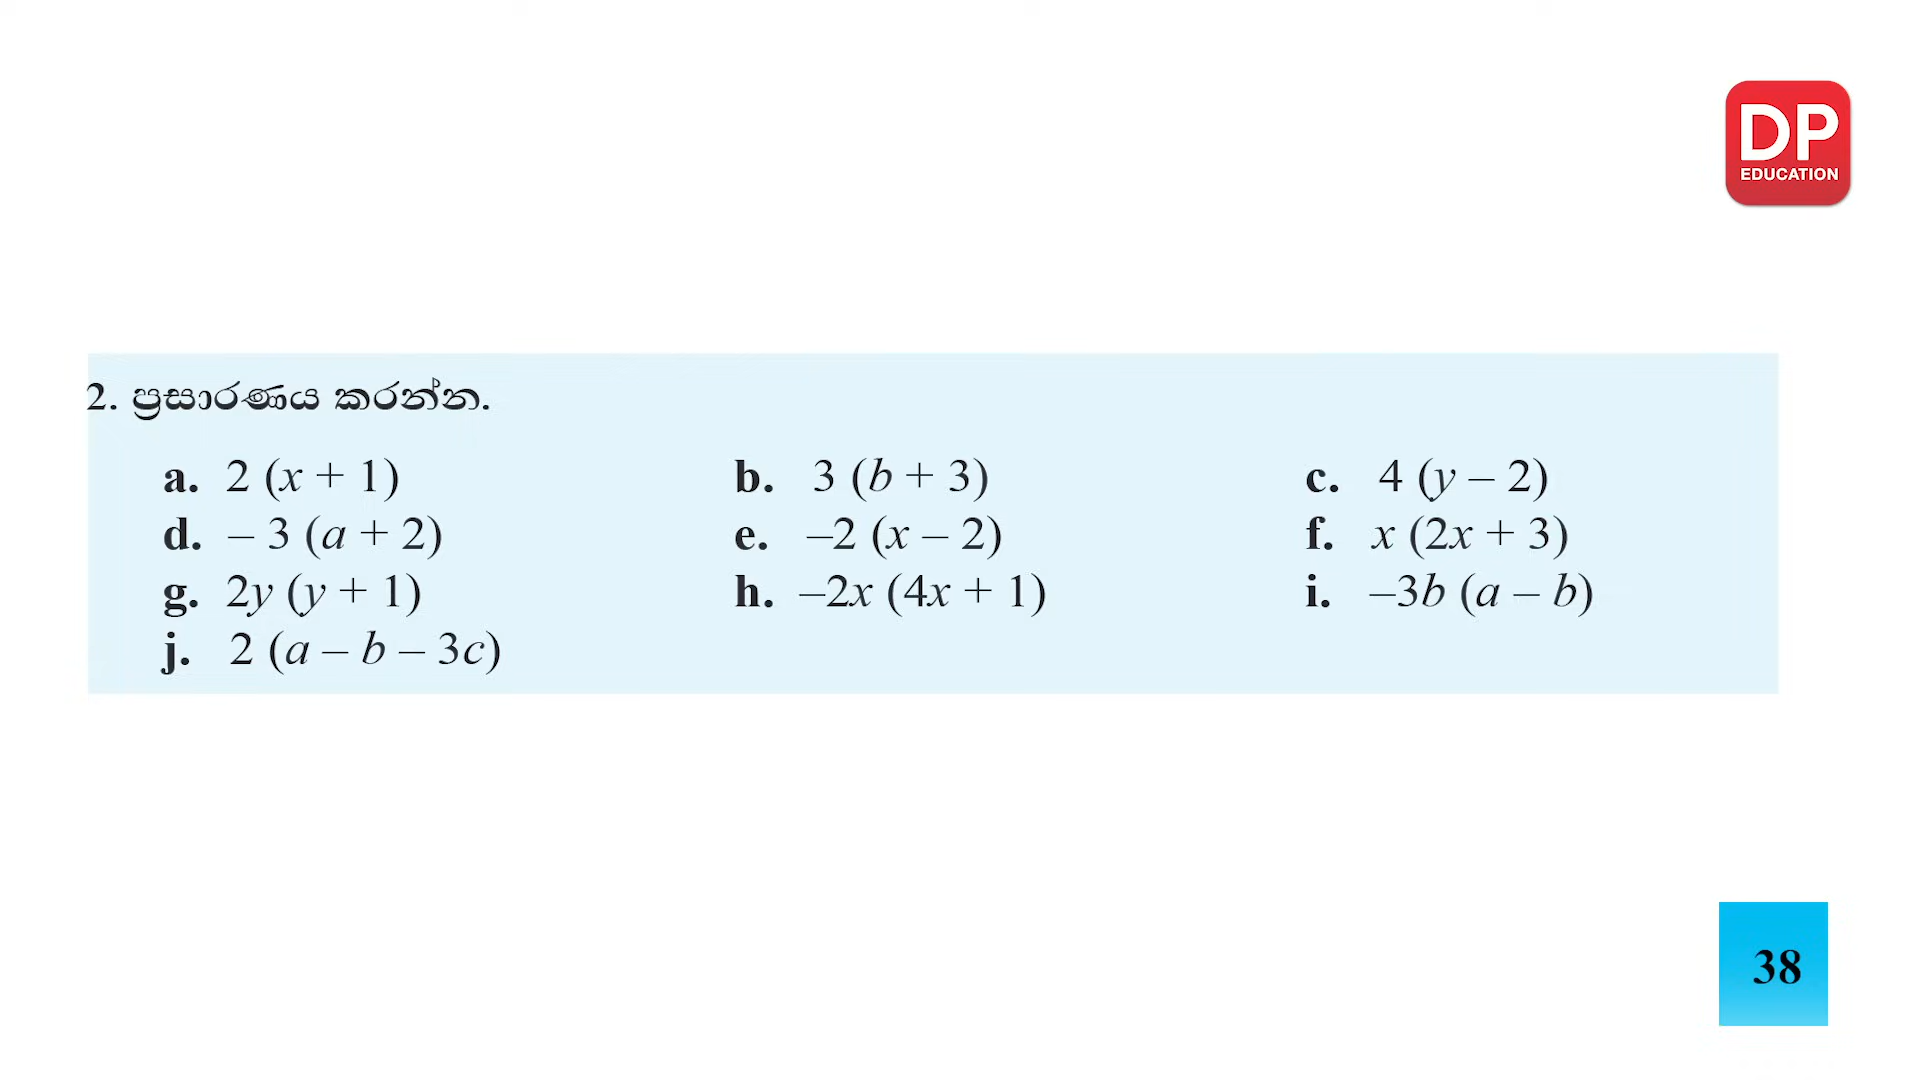 DP
EDUCATION
2. ප්‍රසාරණය කරන්න.
a. 2 (x + 1) b. 3 (b + 3) c. 4 (y – 2)
d. – 3 (a + 2) e. –2 (x – 2) f. x (2x + 3)
g. 2y (y + 1) h. –2x (4x + 1) i. –3b (a – b)
j. 2 (a – b – 3c)
38